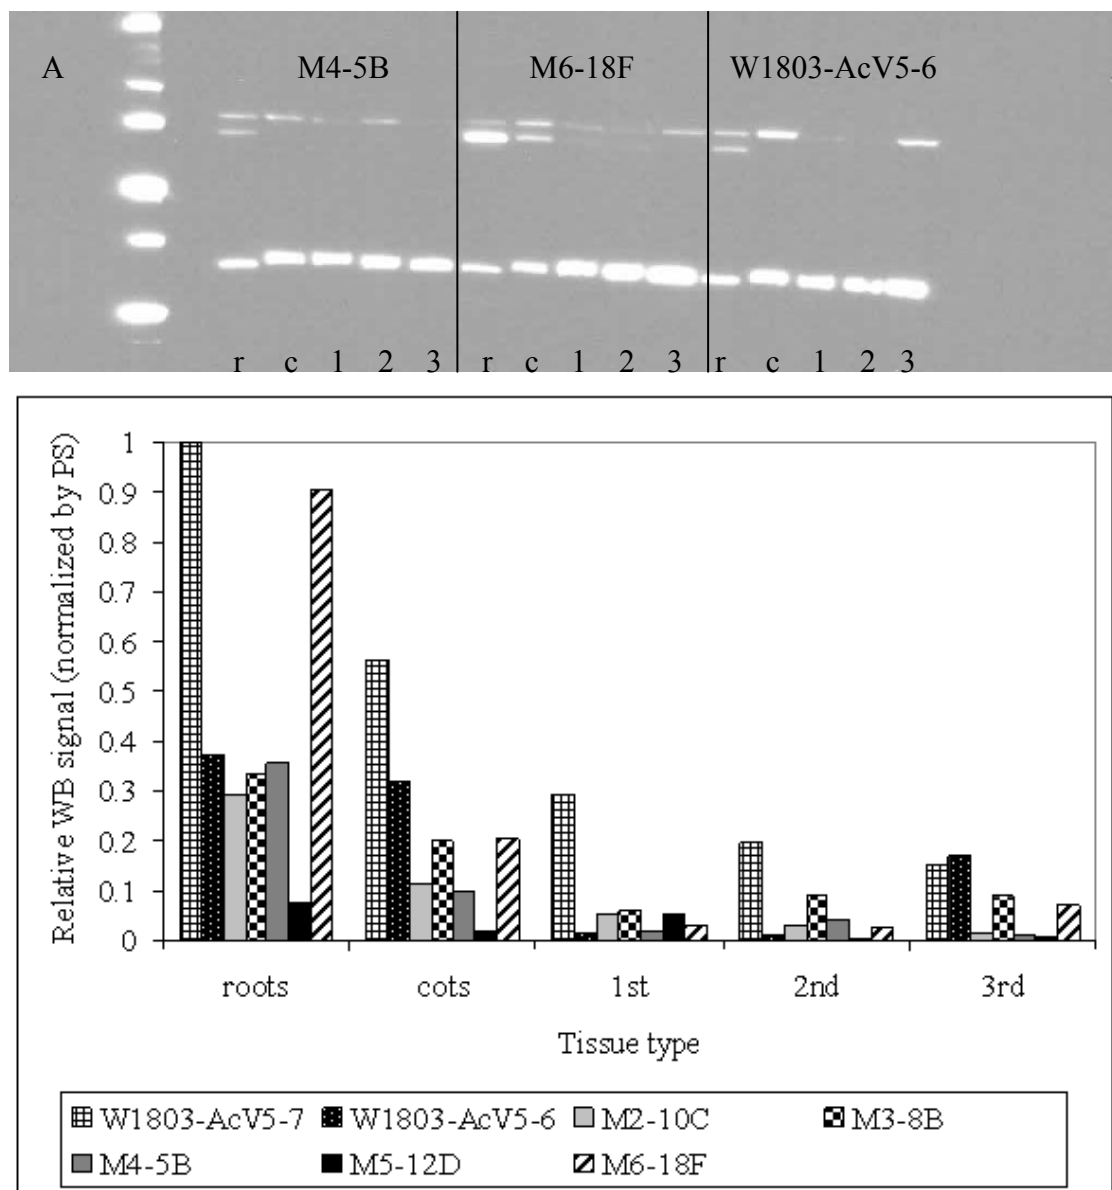 A M4-5B M6-18F W1803-AcV5-6
r c 1 2 3 r c 1 2 3 r c 1 2 3
Relative WB signal (normalized by PS)
1
0.9
0.8
0.7
0.6
0.5
0.4
0.3
0.2
0.1
0
roots cots 1st 2nd 3rd
Tissue type
W1803-AcV5-7 W1803-AcV5-6 M2-10C M3-8B
M4-5B M5-12D M6-18F